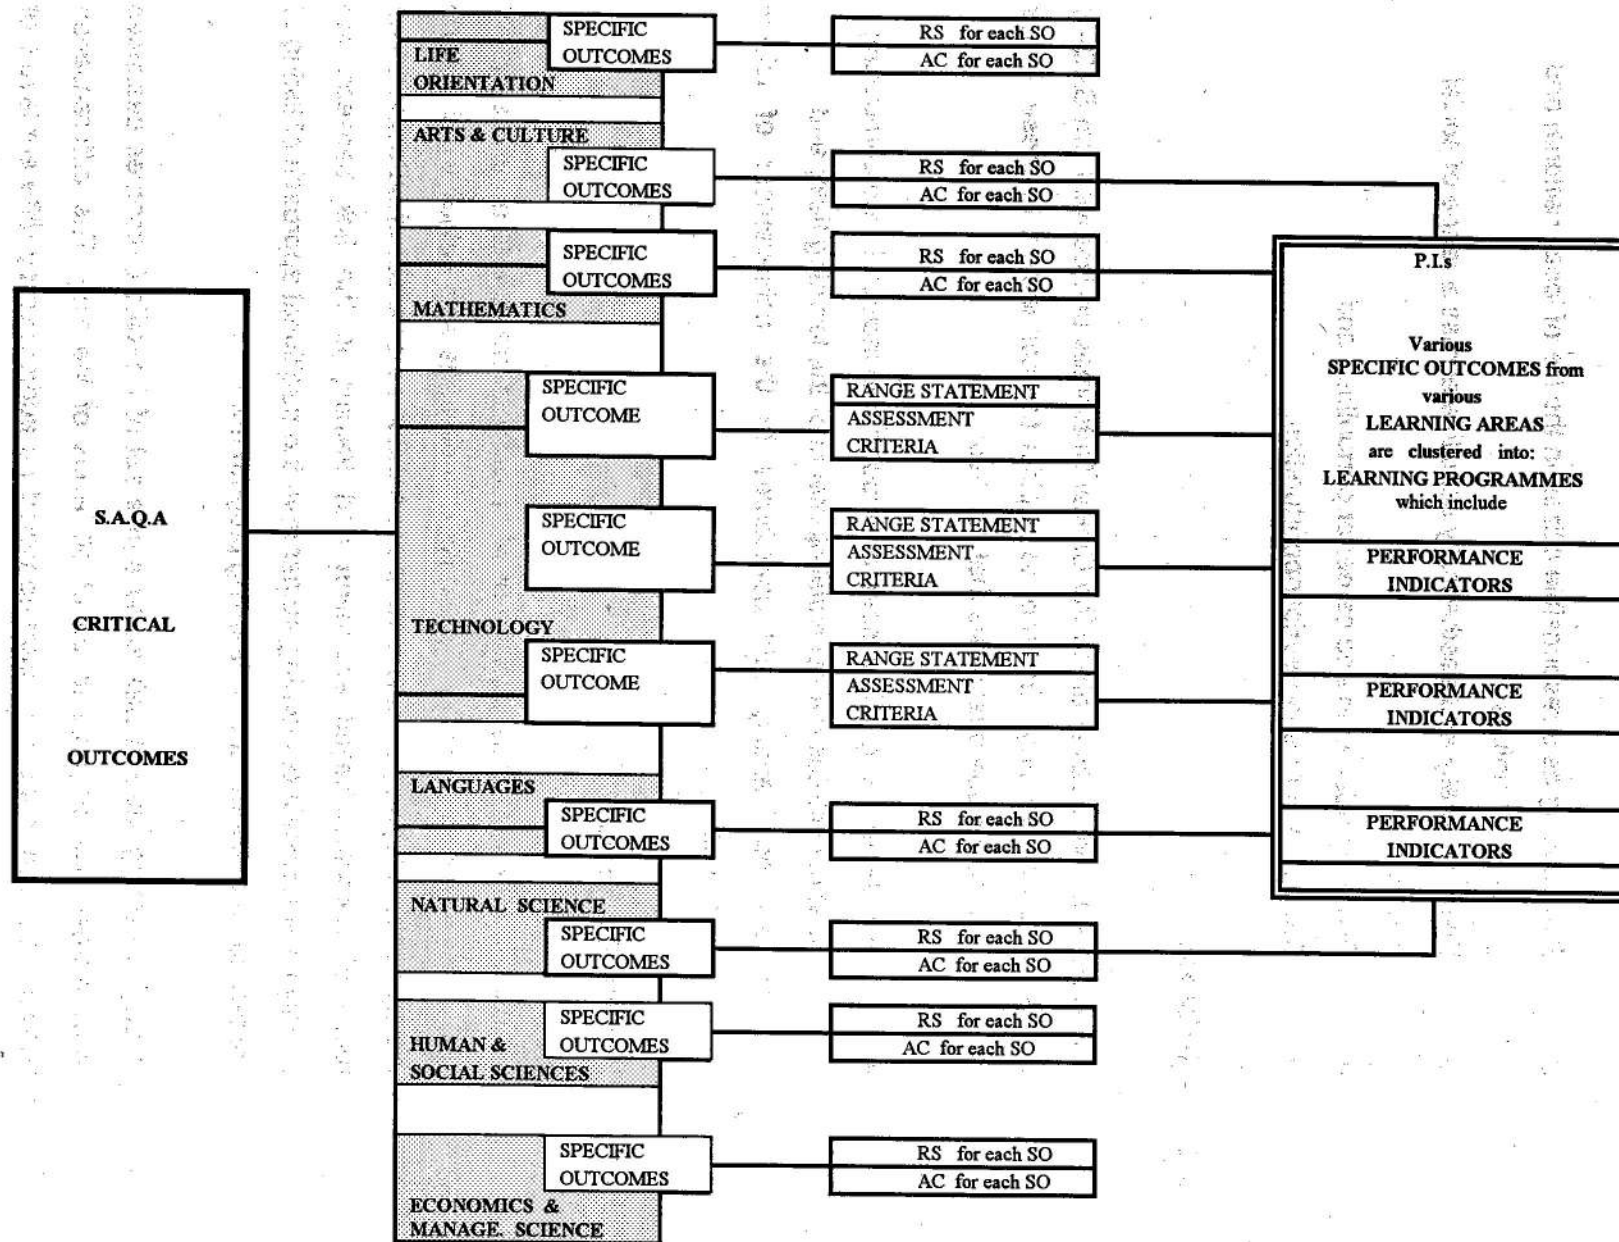 S.A.Q.A
CRITICAL
OUTCOMES
SPECIFIC
OUTCOMES
LIFE
ORIENTATION
RS for each SO
AC for each SO
ARTS & CULTURE
SPECIFIC
OUTCOMES
RS for each SO
AC for each SO
SPECIFIC
OUTCOMES
MATHEMATICS
RS for each SO
AC for each SO
SPECIFIC
OUTCOME
RANGE STATEMENT
ASSESSMENT
CRITERIA
SPECIFIC
OUTCOME
RANGE STATEMENT
ASSESSMENT
CRITERIA
TECHNOLOGY
SPECIFIC
OUTCOME
RANGE STATEMENT
ASSESSMENT
CRITERIA
LANGUAGES
SPECIFIC
OUTCOMES
RS for each SO
AC for each SO
NATURAL SCIENCE
SPECIFIC
OUTCOMES
RS for each SO
AC for each SO
SPECIFIC
OUTCOMES
HUMAN &
SOCIAL SCIENCES
RS for each SO
AC for each SO
SPECIFIC
OUTCOMES
ECONOMICS &
MANAGE. SCIENCE
RS for each SO
AC for each SO
P.I.s
Various
SPECIFIC OUTCOMES from
various
LEARNING AREAS
are clustered into:
LEARNING PROGRAMMES
which include
PERFORMANCE
INDICATORS
PERFORMANCE
INDICATORS
PERFORMANCE
INDICATORS